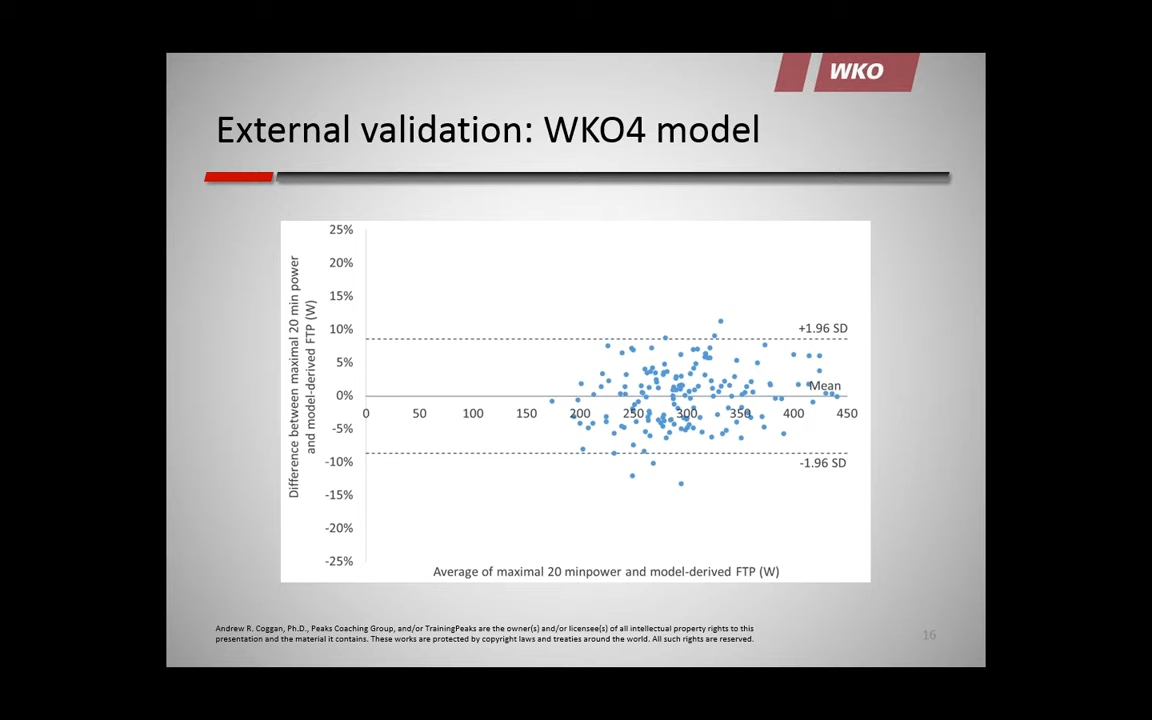 WKO
External validation: WKO4 model
25%
20%
15%
10%
5%
0%
-5%
-10%
-15%
-20%
-25%
Difference between maximal 20 min power
and model-derived FTP (W)
+1.96 SD
Mean
0 50 100 150 200 250 300 350 400 450
-1.96 SD
Average of maximal 20 minpower and model-derived FTP (W)
Andrew R. Coggan, Ph.D., Peaks Coaching Group, and/or TrainingPeaks are the owner(s) and/or licensee(s) of all intellectual property rights to this
presentation and the material it contains. These works are protected by copyright laws and treaties around the world. All such rights are reserved.
16